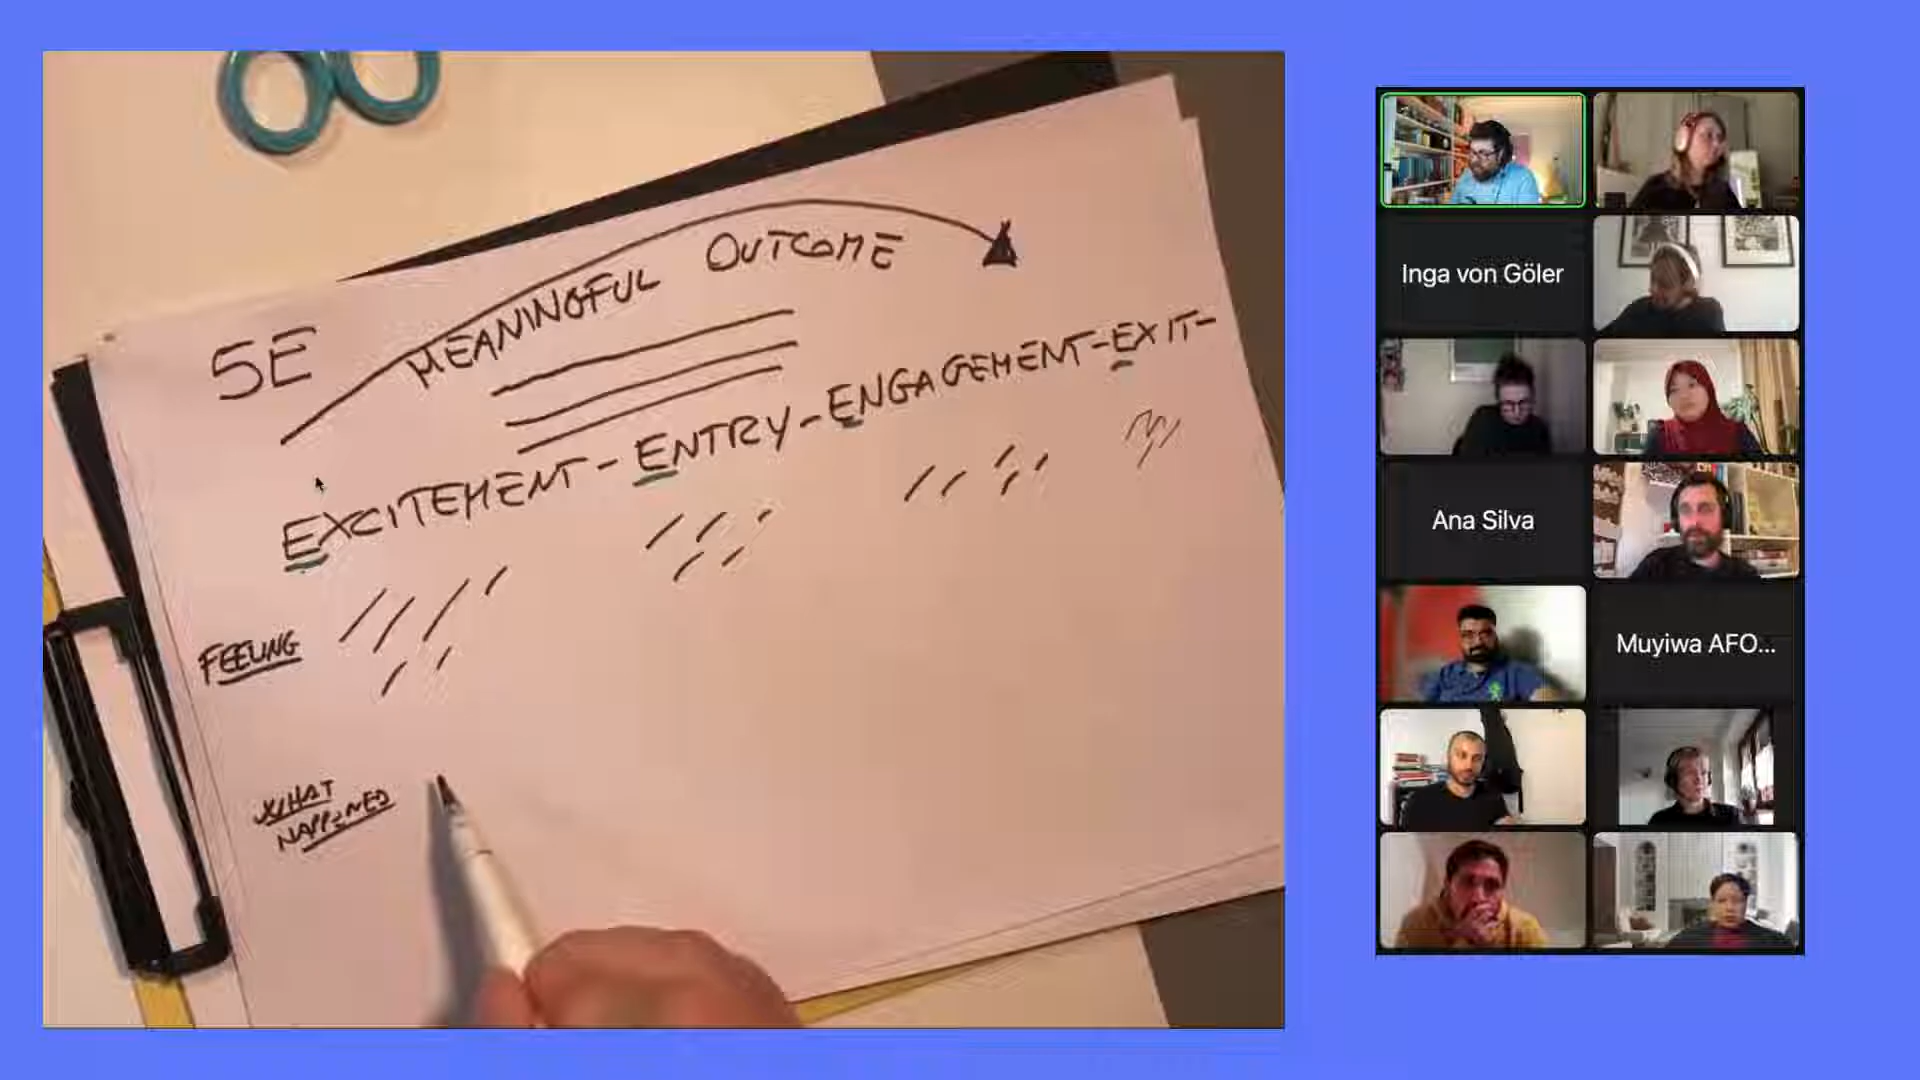 5E
MEANINGFUL OUTCOME
EXCITEMENT - ENTRY - ENGAGEMENT - EXIT -
FEELING
WHAT
HAPPENED
Inga von Göler
Ana Silva
Muyiwa AFO...